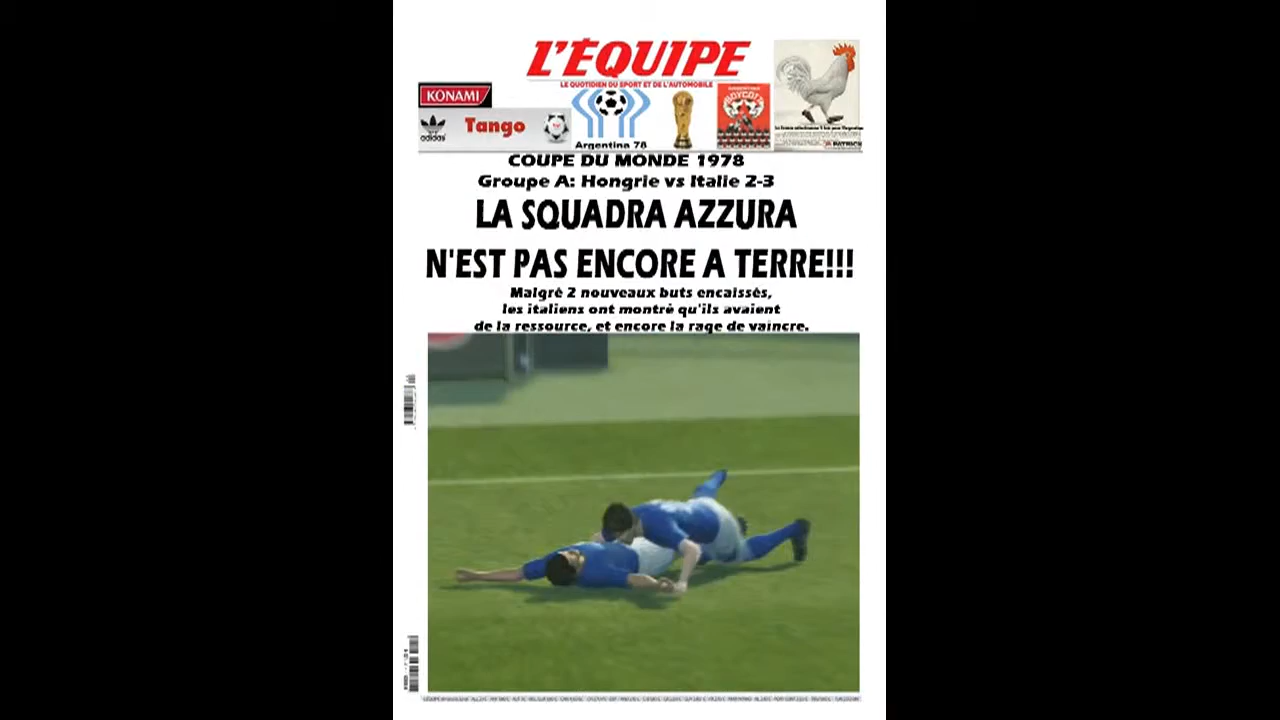 L'ÉQUIPE
LE QUOTIDIEN DU SPORT ET DE L'AUTOMOBILE
KONAMI
adidas
Tango
Argentina 78
PATRICK
COUPE DU MONDE 1978
Groupe A: Hongrie vs Italie 2-3
LA SQUADRA AZZURA
N'EST PAS ENCORE A TERRE!!!
Malgré 2 nouveaux buts encaissés,
les italiens ont montré qu'ils avaient
de la ressource, et encore la rage de vaincre.